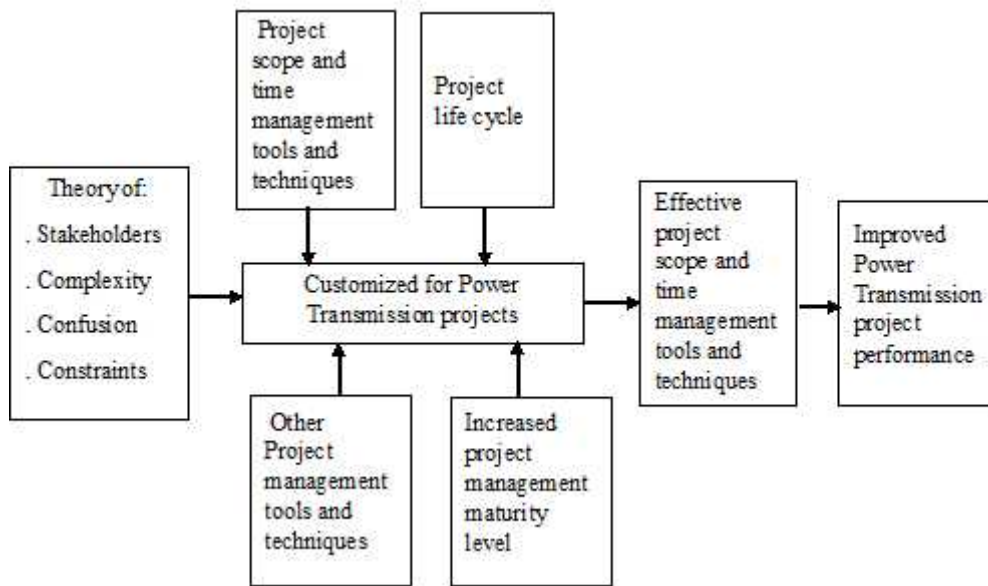 Project
scope and
time
management
tools and
techniques
Project
life cycle
Theory of:
. Stakeholders
. Complexity
. Confusion
. Constraints
Customized for Power
Transmission projects
Effective
project
scope and
time
management
tools and
techniques
Improved
Power
Transmission
project
performance
Other
Project
management
tools and
techniques
Increased
project
management
maturity
level